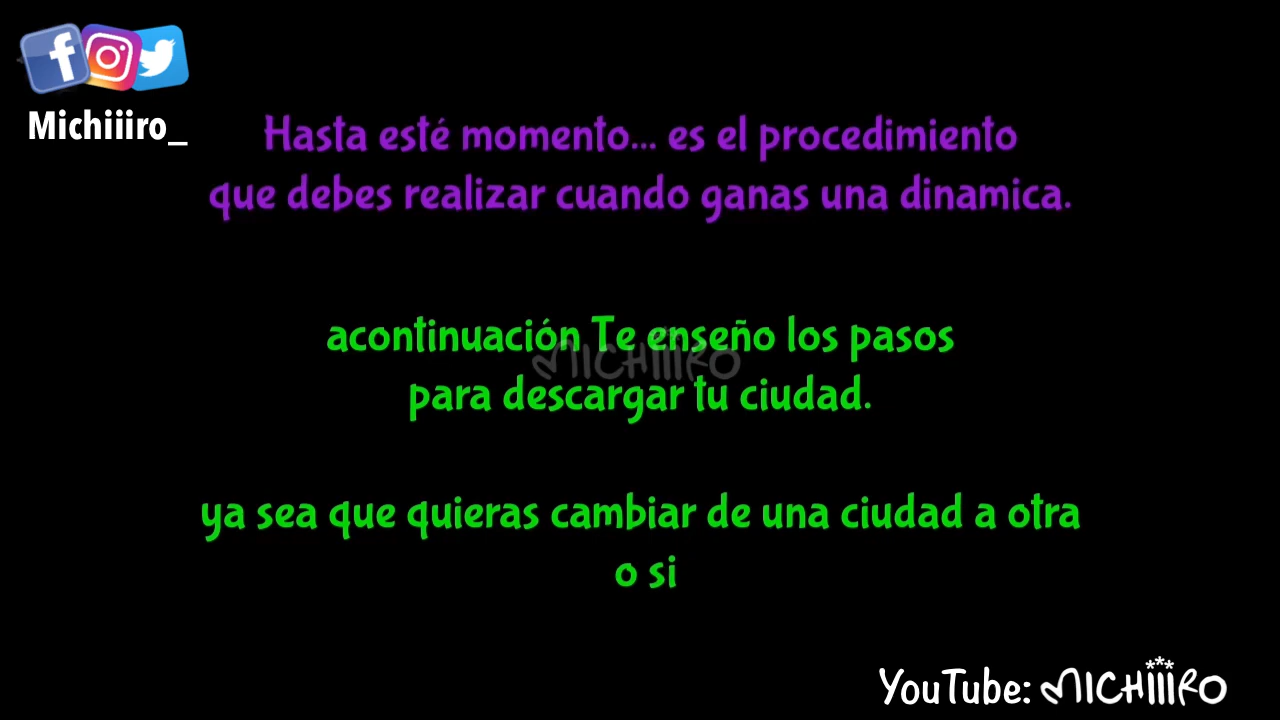 Michiiiro_
Hasta esté momento... es el procedimiento
que debes realizar cuando ganas una dinamica.
acontinuación Te enseño los pasos
MICHIIIRO
para descargar tu ciudad.
ya sea que quieras cambiar de una ciudad a otra
o si
YouTube: MICHIIIRO